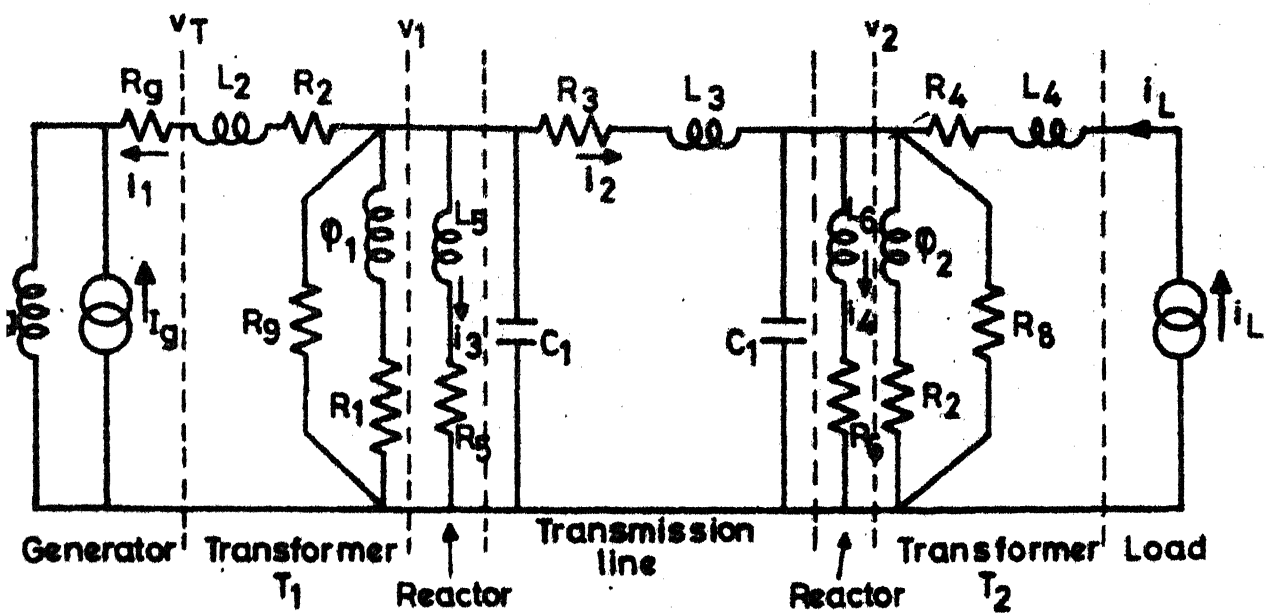 vT
v1
v2
Rg
L2
R2
R3
L3
R4
L4
iL
i1
i2
φ1
L5
L6
φ2
Ig
R9
i3
C1
C1
i4
R8
iL
R1
R5
R6
R2
Generator
Transformer
T1
Reactor
Transmission
line
Reactor
Transformer
T2
Load